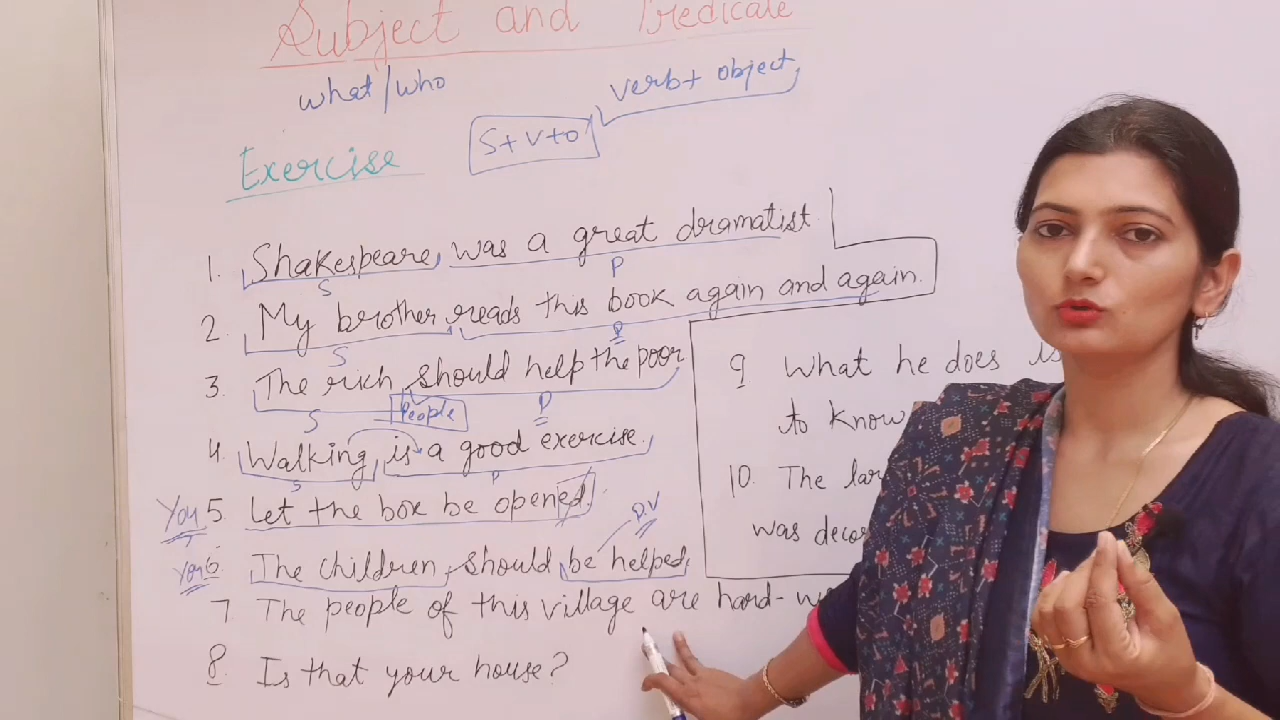 Subject and Predicate
what/who
verb+ object
S+V+O
Exercise
1. Shakespeare was a great dramatist.
S
P
2. My brother reads this book again and again.
S
P
3. The rich should help the poor
S
People
P
4. Walking is a good exercise.
S
P
You 5. Let the box be opened.
P.V
You 6 The children should be helped.
7. The people of this village are hard-
8. Is that your house?
9 What he does is
to know
10. The
was